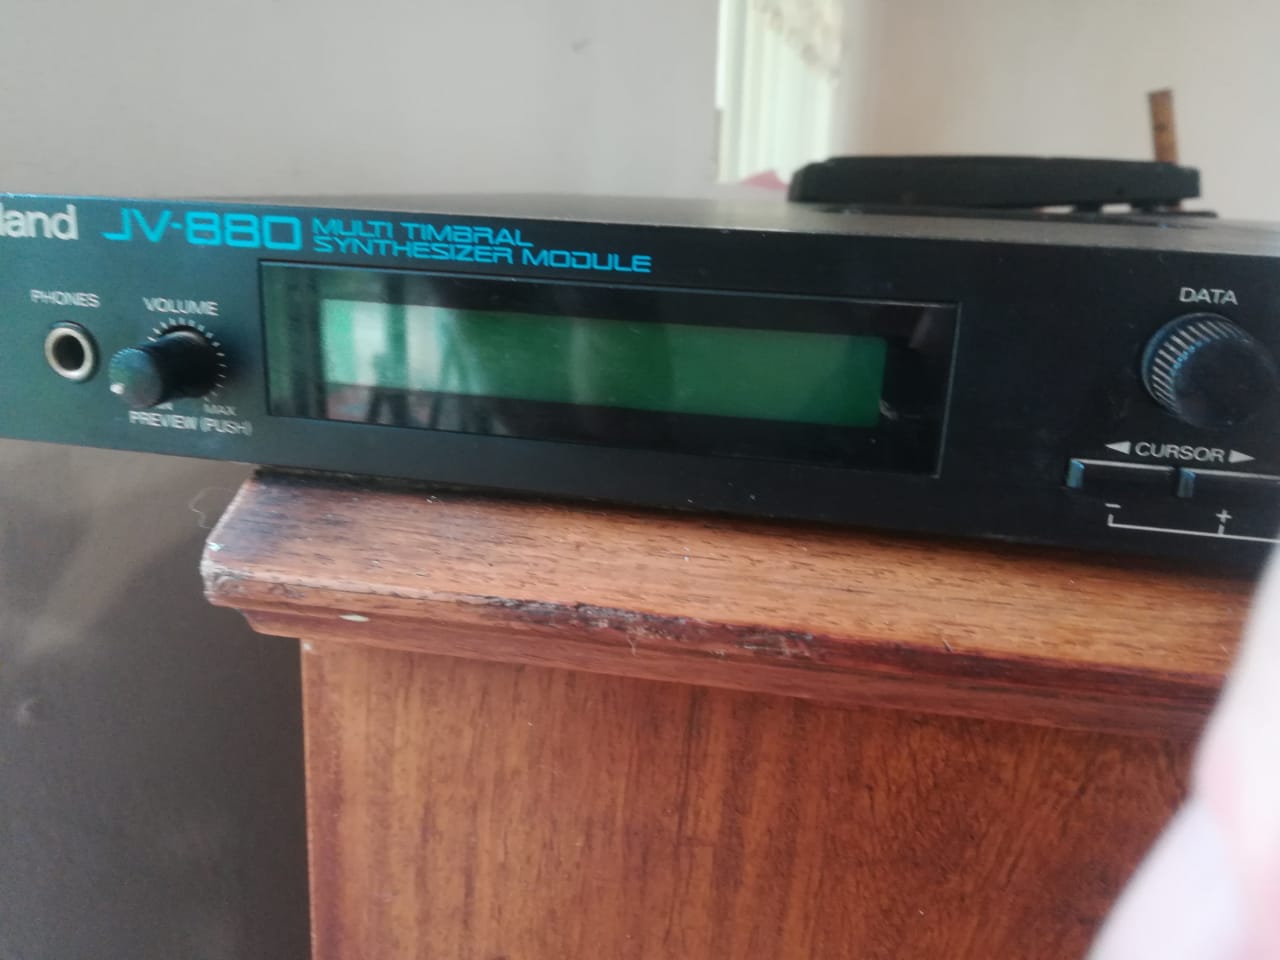 land JV-880 MULTI TIMBRAL
SYNTHESIZER MODULE
PHONES VOLUME
MAX
PREVIEW (PUSH)
DATA
◄ CURSOR ►
− +